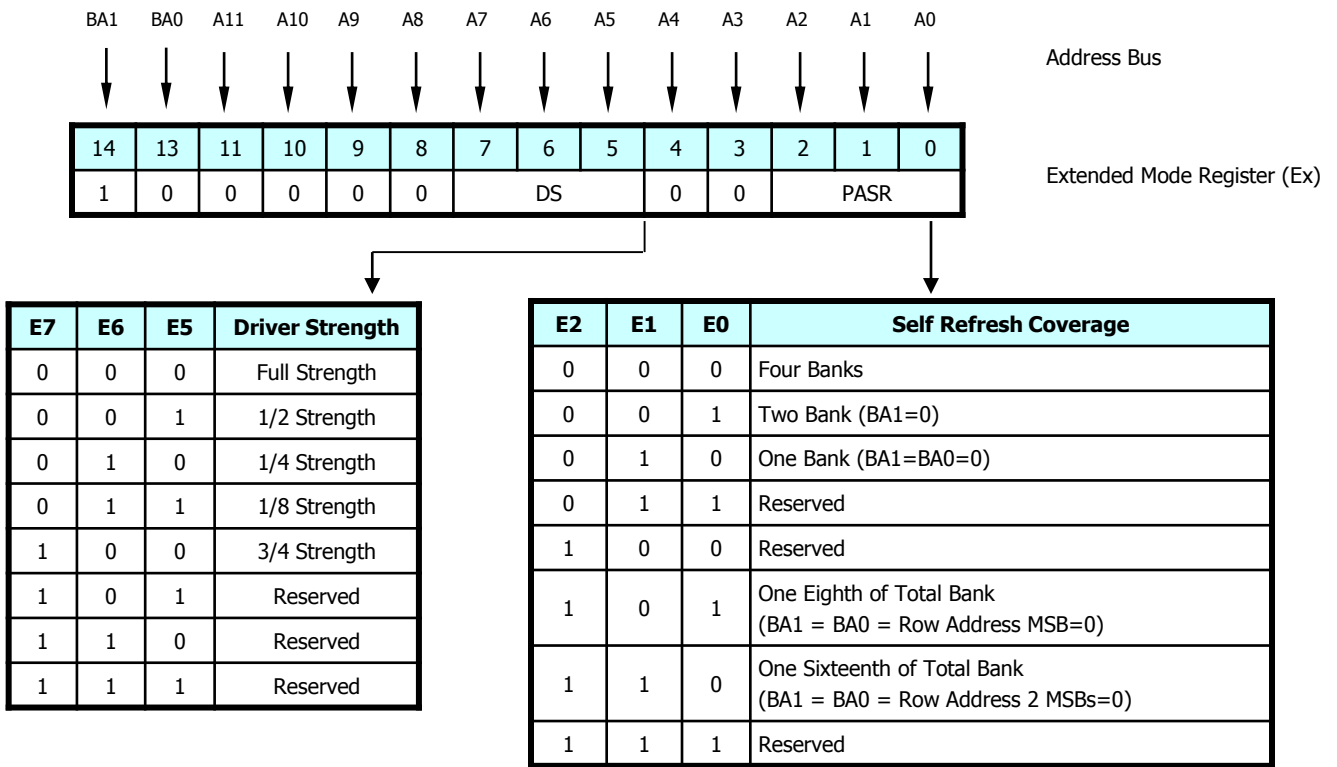 BA1 BA0 A11 A10 A9 A8 A7 A6 A5 A4 A3 A2 A1 A0
Address Bus
14 13 11 10 9 8 7 6 5 4 3 2 1 0
1 0 0 0 0 0 DS 0 0 PASR
Extended Mode Register (Ex)
E7 E6 E5 Driver Strength
0 0 0 Full Strength
0 0 1 1/2 Strength
0 1 0 1/4 Strength
0 1 1 1/8 Strength
1 0 0 3/4 Strength
1 0 1 Reserved
1 1 0 Reserved
1 1 1 Reserved
E2 E1 E0 Self Refresh Coverage
0 0 0 Four Banks
0 0 1 Two Bank (BA1=0)
0 1 0 One Bank (BA1=BA0=0)
0 1 1 Reserved
1 0 0 Reserved
1 0 1 One Eighth of Total Bank
(BA1 = BA0 = Row Address MSB=0)
1 1 0 One Sixteenth of Total Bank
(BA1 = BA0 = Row Address 2 MSBs=0)
1 1 1 Reserved